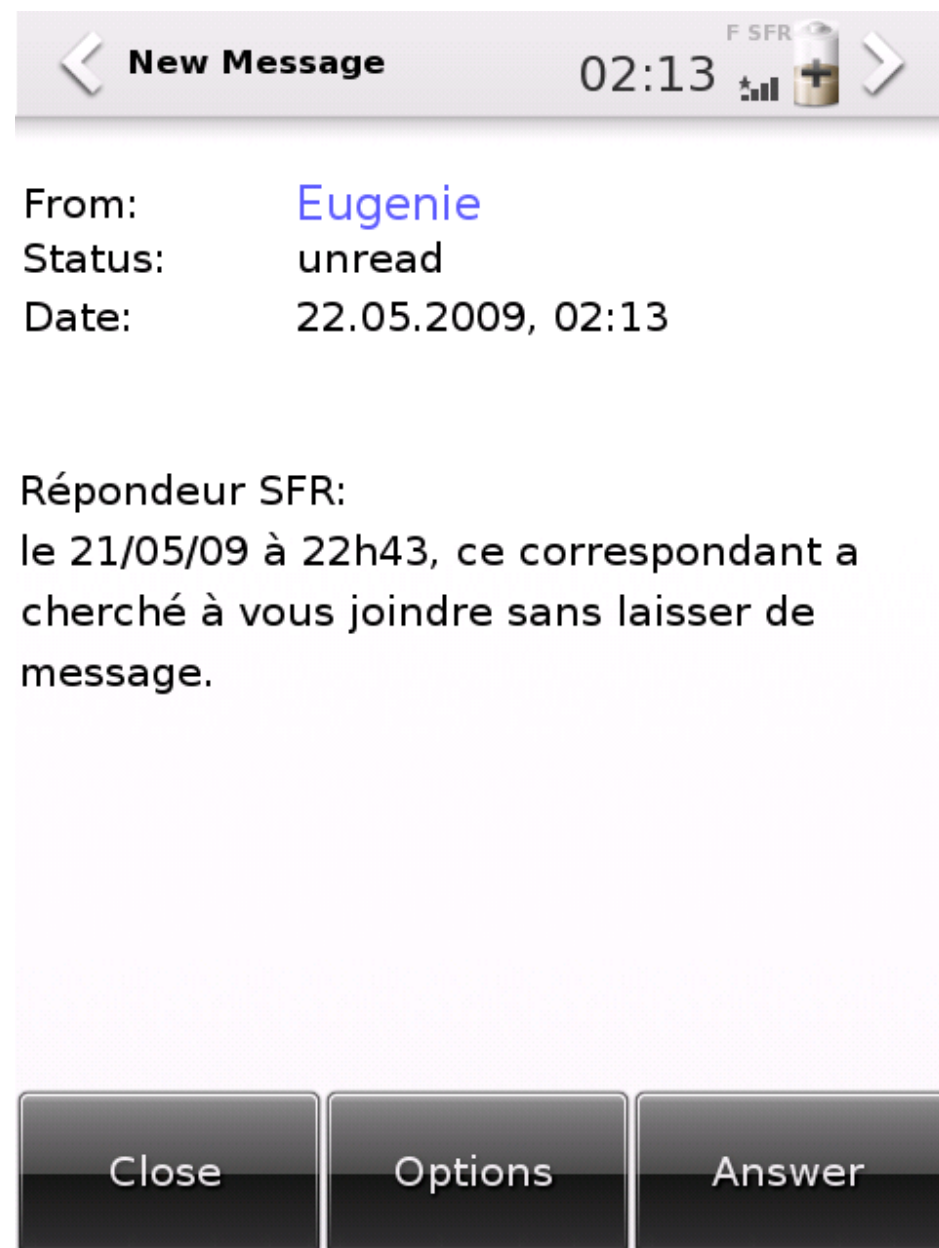 F SFR
New Message 02:13
From: Eugenie
Status: unread
Date: 22.05.2009, 02:13
Répondeur SFR:
le 21/05/09 à 22h43, ce correspondant a
cherché à vous joindre sans laisser de
message.
Close Options Answer